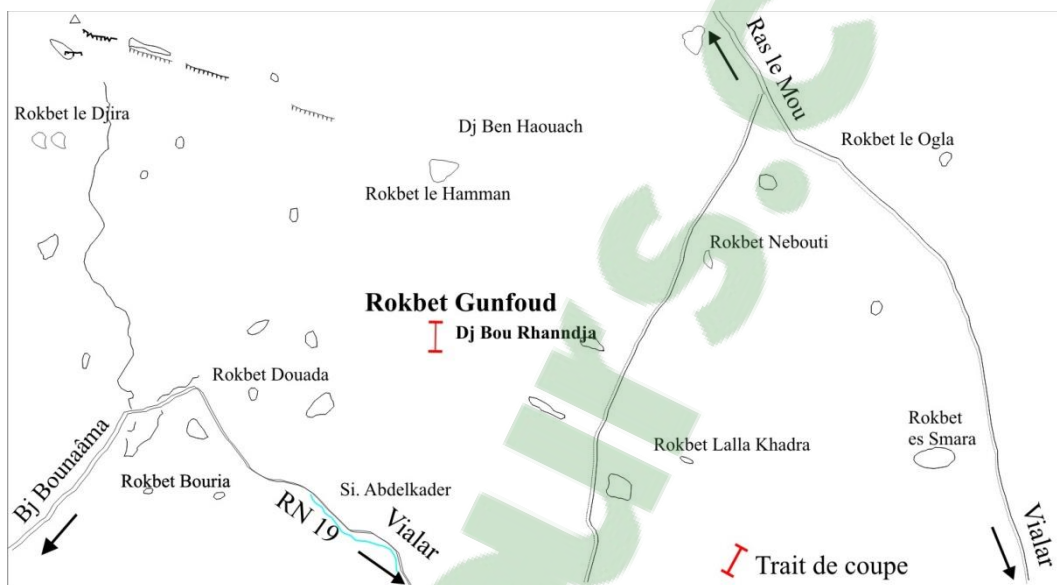 Ras le Mou
Rokbet le Djira
Dj Ben Haouach
Rokbet le Ogla
Rokbet le Hamman
Rokbet Nebouti
Rokbet Gunfoud
Dj Bou Rhanndja
Rokbet Douada
Rokbet
es Smara
Rokbet Lalla Khadra
Bj Bounaâma
Rokbet Bouria
Si. Abdelkader
RN 19
Vialar
Vialar
Trait de coupe
urs.c